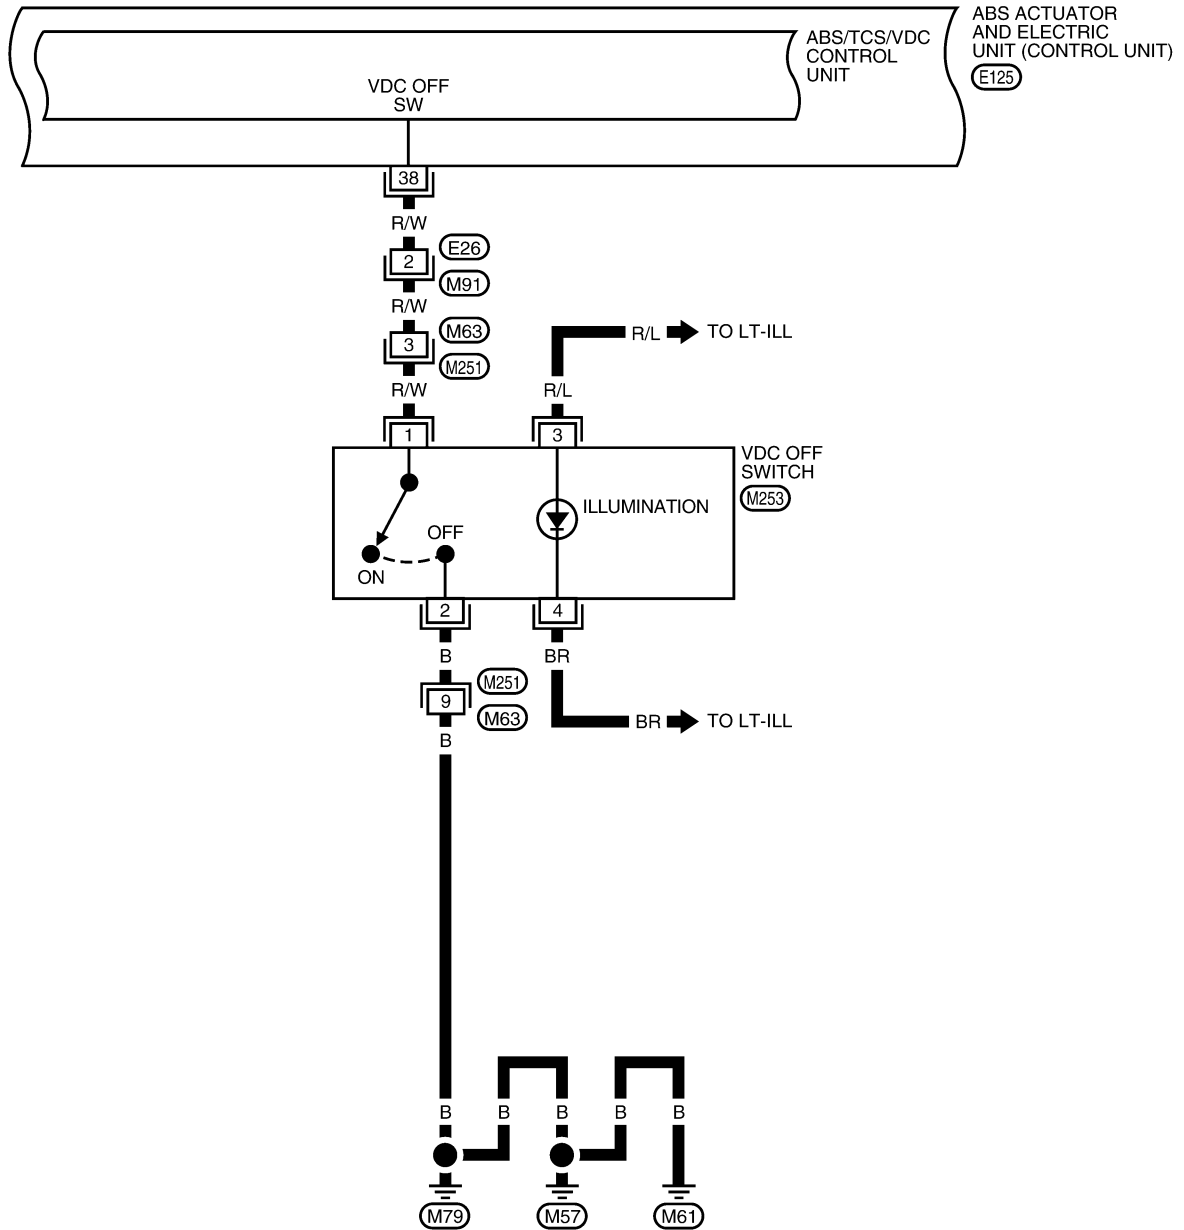 ABS ACTUATOR
AND ELECTRIC
UNIT (CONTROL UNIT)
E125
ABS/TCS/VDC
CONTROL
UNIT
VDC OFF
SW
38
R/W
2
E26
M91
R/W
3
M63
M251
R/W
1
R/L
TO LT-ILL
R/L
3
VDC OFF
SWITCH
M253
ILLUMINATION
OFF
ON
2
4
B
BR
9
M251
M63
B
BR
TO LT-ILL
B
B
B
B
B
M79
M57
M61